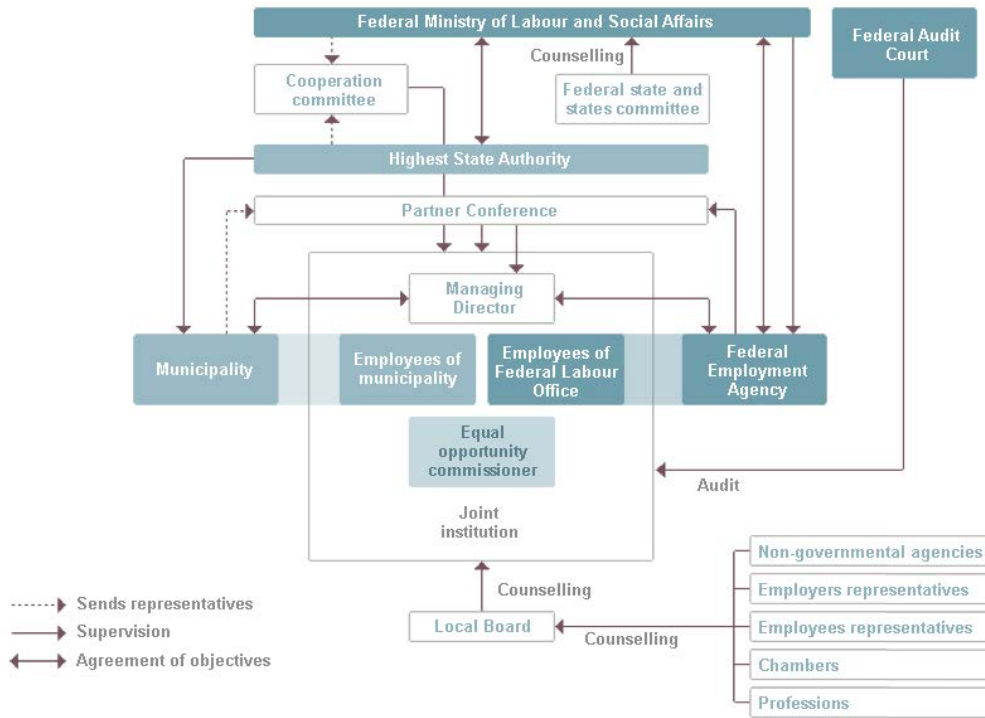 Federal Ministry of Labour and Social Affairs
Federal Audit
Court
Counselling
Cooperation
committee
Federal state and
states committee
Highest State Authority
Partner Conference
Managing
Director
Municipality
Employees of
municipality
Employees of
Federal Labour
Office
Federal
Employment
Agency
Equal
opportunity
commissioner
Audit
Joint
institution
Non-governmental agencies
Counselling
Employers representatives
Sends representatives
Local Board
Counselling
Employees representatives
Supervision
Agreement of objectives
Chambers
Professions